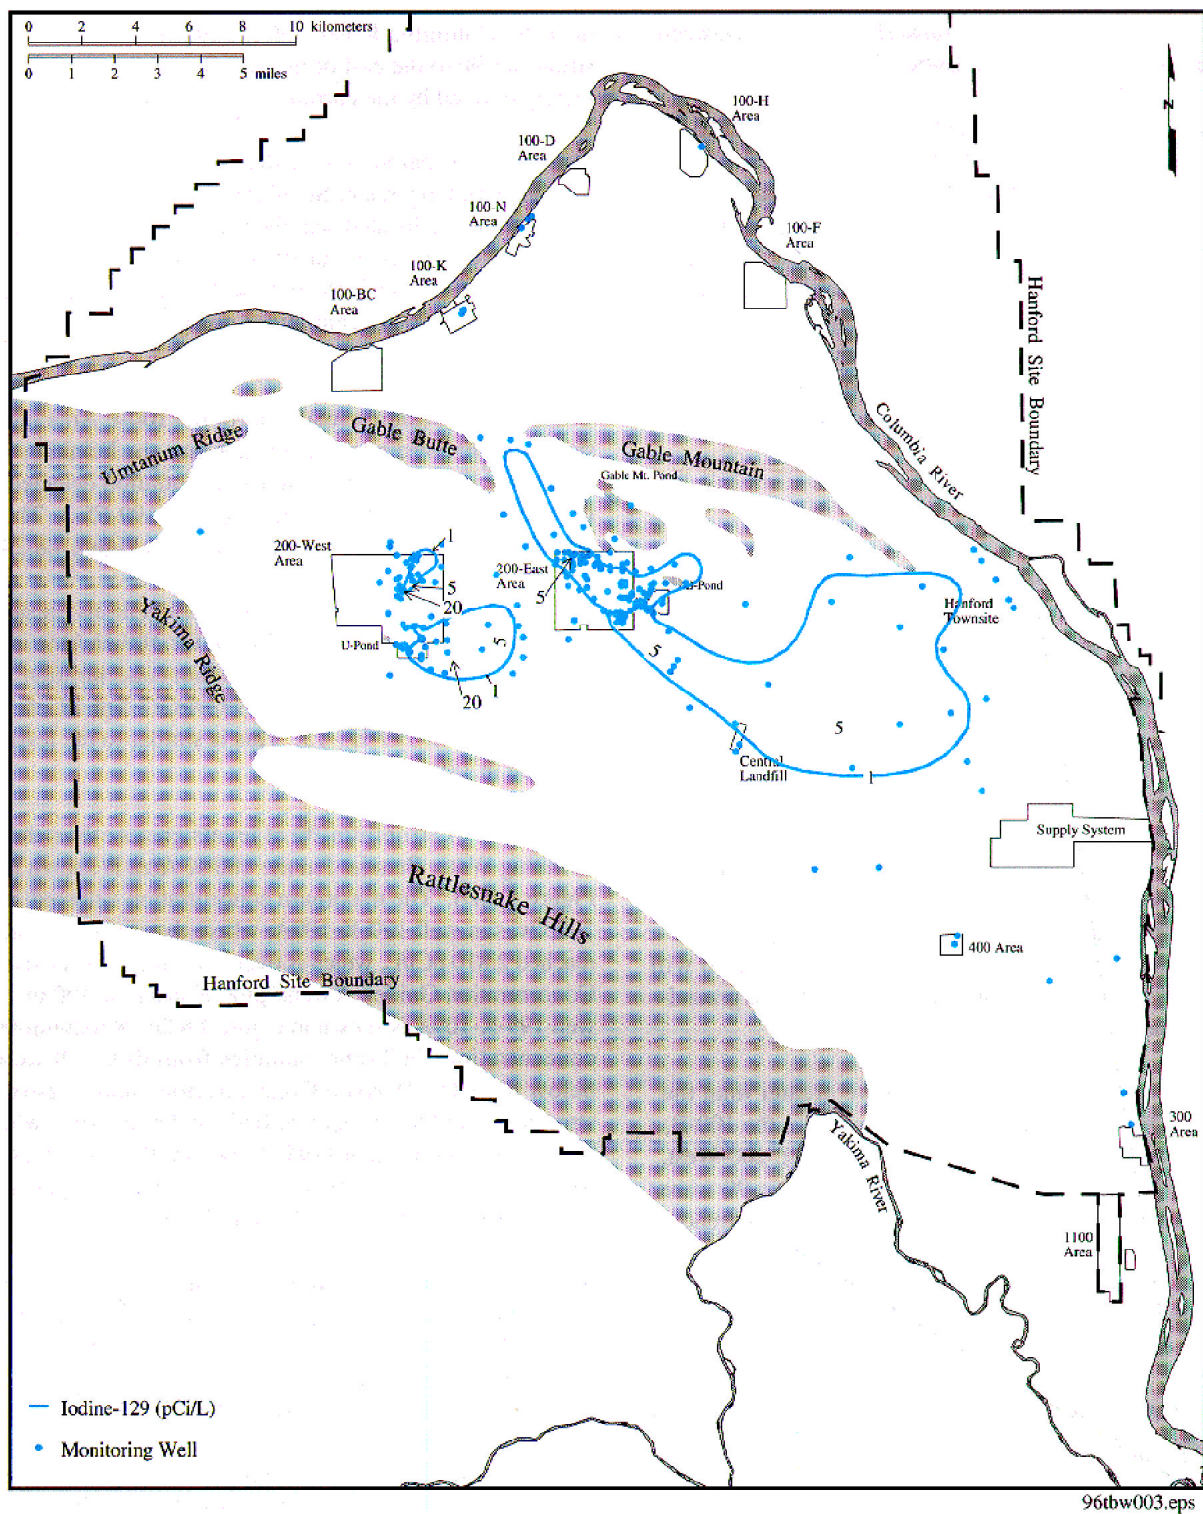 0 2 4 6 8 10 kilometers
0 1 2 3 4 5 miles
N
100-H
Area
100-D
Area
100-N
Area
100-F
Area
100-K
Area
100-BC
Area
Hanford Site Boundary
Columbia River
Umtanum Ridge
Gable Butte
Gable Mountain
Gable Mt. Pond
200-West
Area
1
5
20
200-East
Area
5
B-Pond
Hanford
Townsite
Yakima Ridge
U-Pond
5
20
1
5
5
1
Central
Landfill
Supply System
Rattlesnake Hills
400 Area
Hanford Site Boundary
300
Area
Yakima River
1100
Area
Iodine-129 (pCi/L)
Monitoring Well
96tbw003.eps